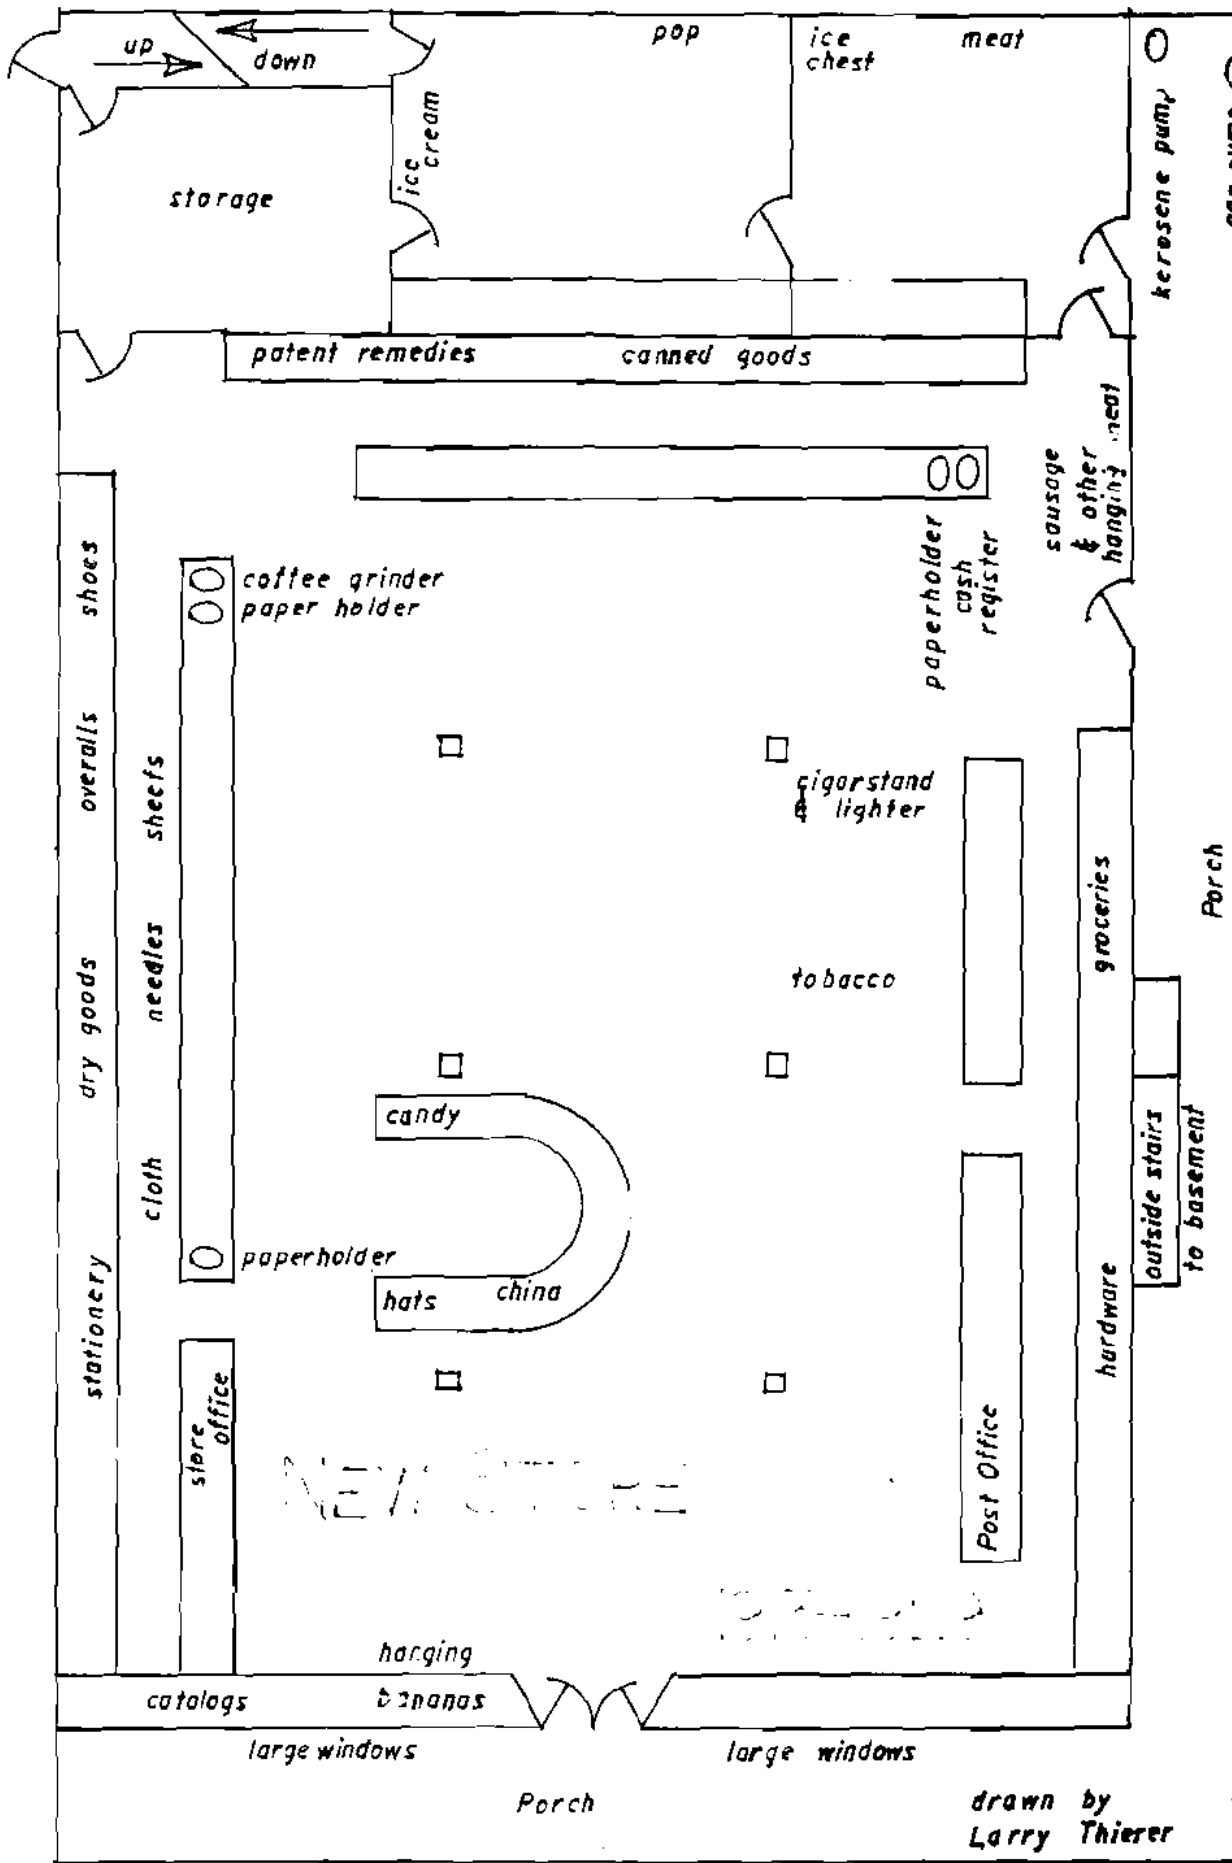 up
down
pop
ice
chest
meat
ice
cream
kerosene pump
storage
patent remedies
canned goods
sausage
& other
hanging meat
paperholder
cash
register
coffee grinder
paper holder
shoes
overalls
dry goods
stationery
sheets
needles
cloth
cigarstand
& lighter
tobacco
groceries
hardware
Porch
outside stairs
to basement
candy
hats
china
paperholder
store
office
NEW STORE
Post Office
hanging
bananas
catalogs
large windows
large windows
Porch
drawn by
Larry Thierer